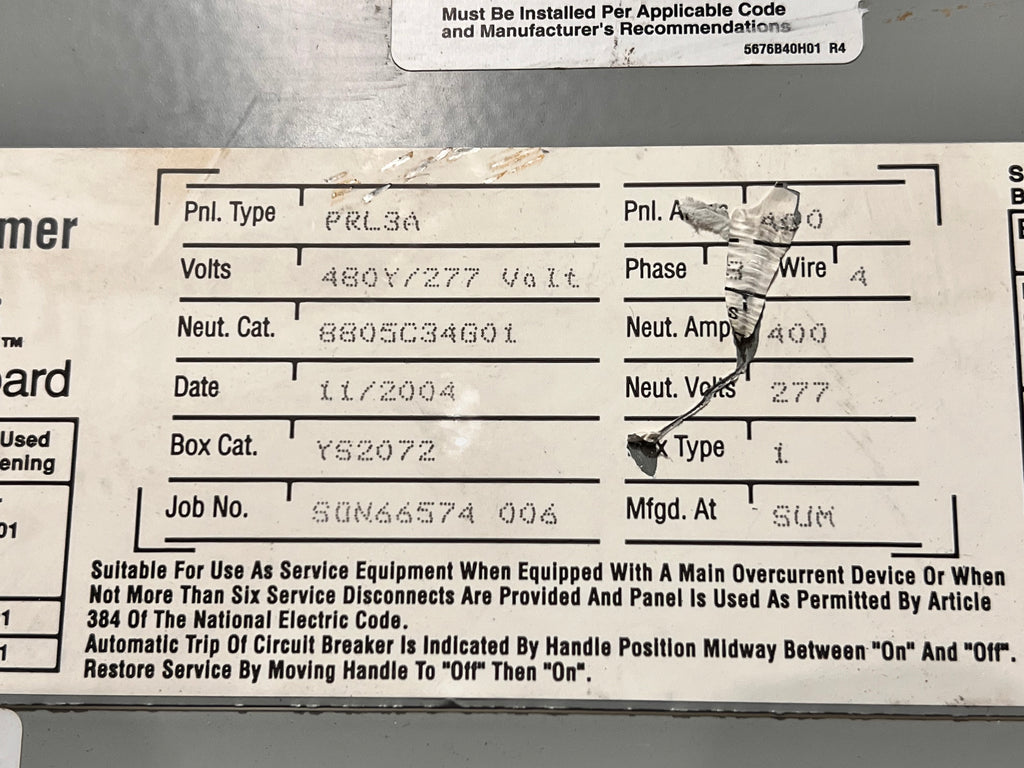 Must Be Installed Per Applicable Code
and Manufacturer's Recommendations
5676B40H01 R4
mer
TM
ard
Used
ening
01
1
1
S
B
Pnl. Type PRL3A
Pnl. 400
Volts 480Y/277 Volt
Phase 3 Wire 4
Neut. Cat. 8805C34G01
Neut. Amp 400
Date 11/2004
Neut. Volts 277
Box Cat. YS2072
Type 1
Job No. SON66574 006
Mfgd. At SUM
Suitable For Use As Service Equipment When Equipped With A Main Overcurrent Device Or When
Not More Than Six Service Disconnects Are Provided And Panel Is Used As Permitted By Article
384 Of The National Electric Code.
Automatic Trip Of Circuit Breaker Is Indicated By Handle Position Midway Between "On" And "Off".
Restore Service By Moving Handle To "Off" Then "On".